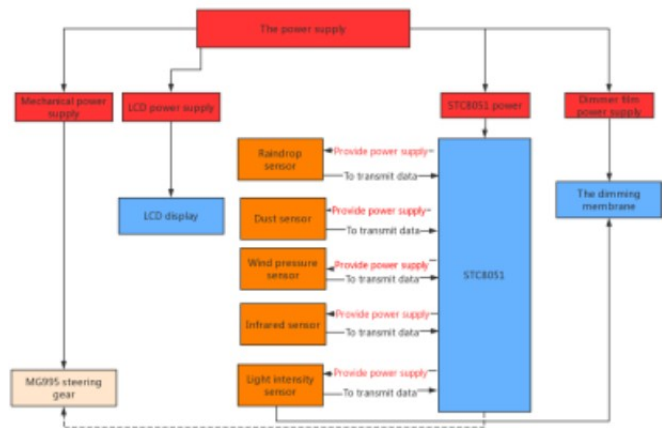 The power supply
Mechanical power
supply
LCD power supply
STC8051 power
Dimmer film
power supply
Raindrop
sensor
Provide power supply
To transmit data
LCD display
Dust sensor
Provide power supply
To transmit data
The dimming
membrane
Wind pressure
sensor
Provide power supply
To transmit data
STC8051
Infrared sensor
Provide power supply
To transmit data
MG995 steering
gear
Light intensity
sensor
Provide power supply
To transmit data